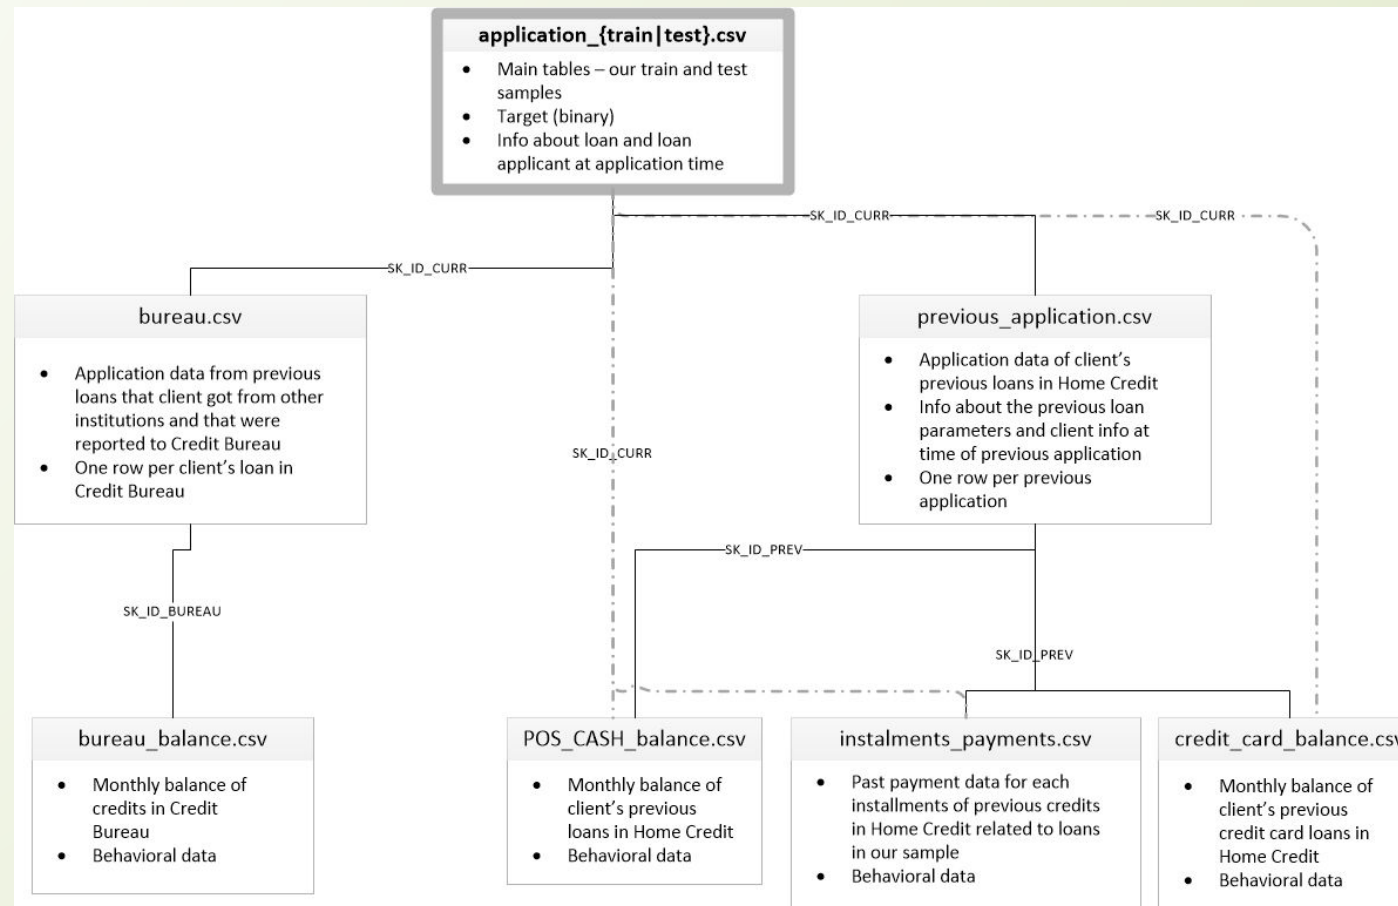 application_{train|test}.csv
• Main tables – our train and test
samples
• Target (binary)
• Info about loan and loan
applicant at application time
SK_ID_CURR
SK_ID_CURR
SK_ID_CURR
bureau.csv
• Application data from previous
loans that client got from other
institutions and that were
reported to Credit Bureau
• One row per client's loan in
Credit Bureau
previous_application.csv
• Application data of client's
previous loans in Home Credit
• Info about the previous loan
parameters and client info at
time of previous application
• One row per previous
application
SK_ID_CURR
SK_ID_PREV
SK_ID_BUREAU
SK_ID_PREV
bureau_balance.csv
• Monthly balance of
credits in Credit
Bureau
• Behavioral data
POS_CASH_balance.csv
• Monthly balance of
client's previous
loans in Home Credit
• Behavioral data
instalments_payments.csv
• Past payment data for each
installments of previous credits
in Home Credit related to loans
in our sample
• Behavioral data
credit_card_balance.csv
• Monthly balance of
client's previous
credit card loans in
Home Credit
• Behavioral data